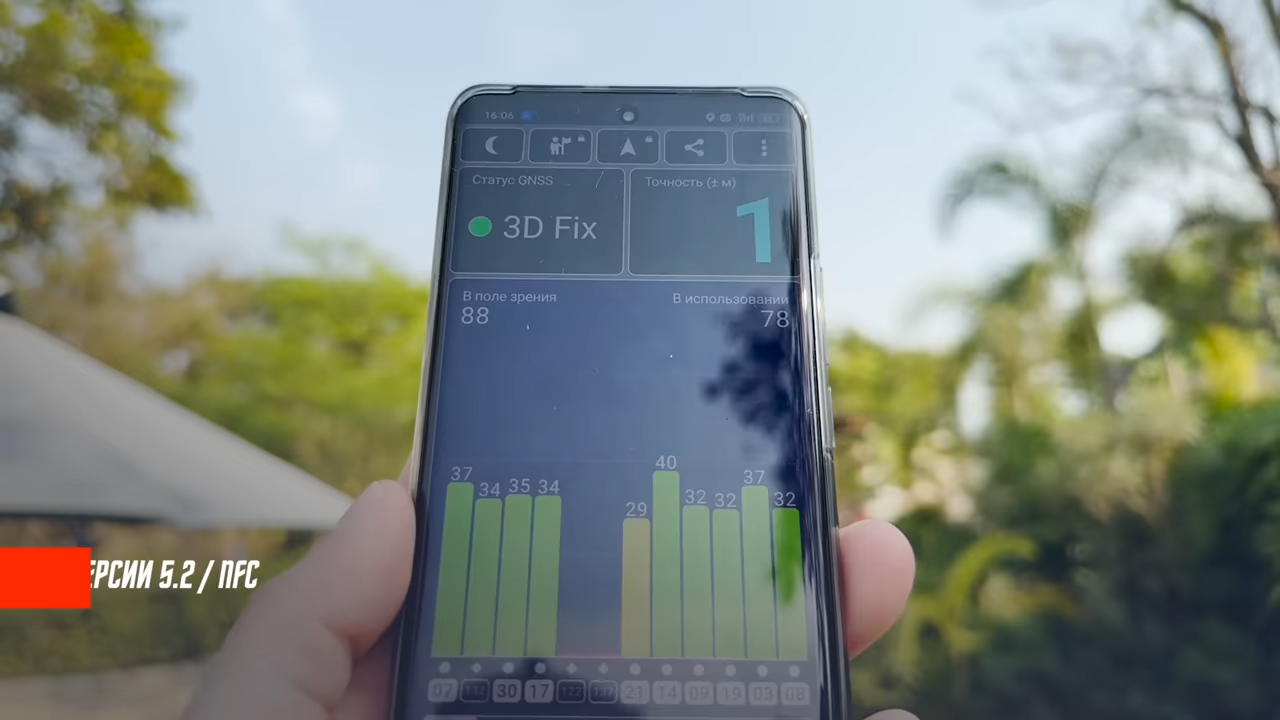 16:06
Статус GNSS
Точность (± м)
3D Fix
1
В поле зрения
В использовании
88
78
37 34 35 34 29 40 32 32 37 32
ЕРСИИ 5.2 / NFC
07 30 17 127 21 14 09 19 03 08